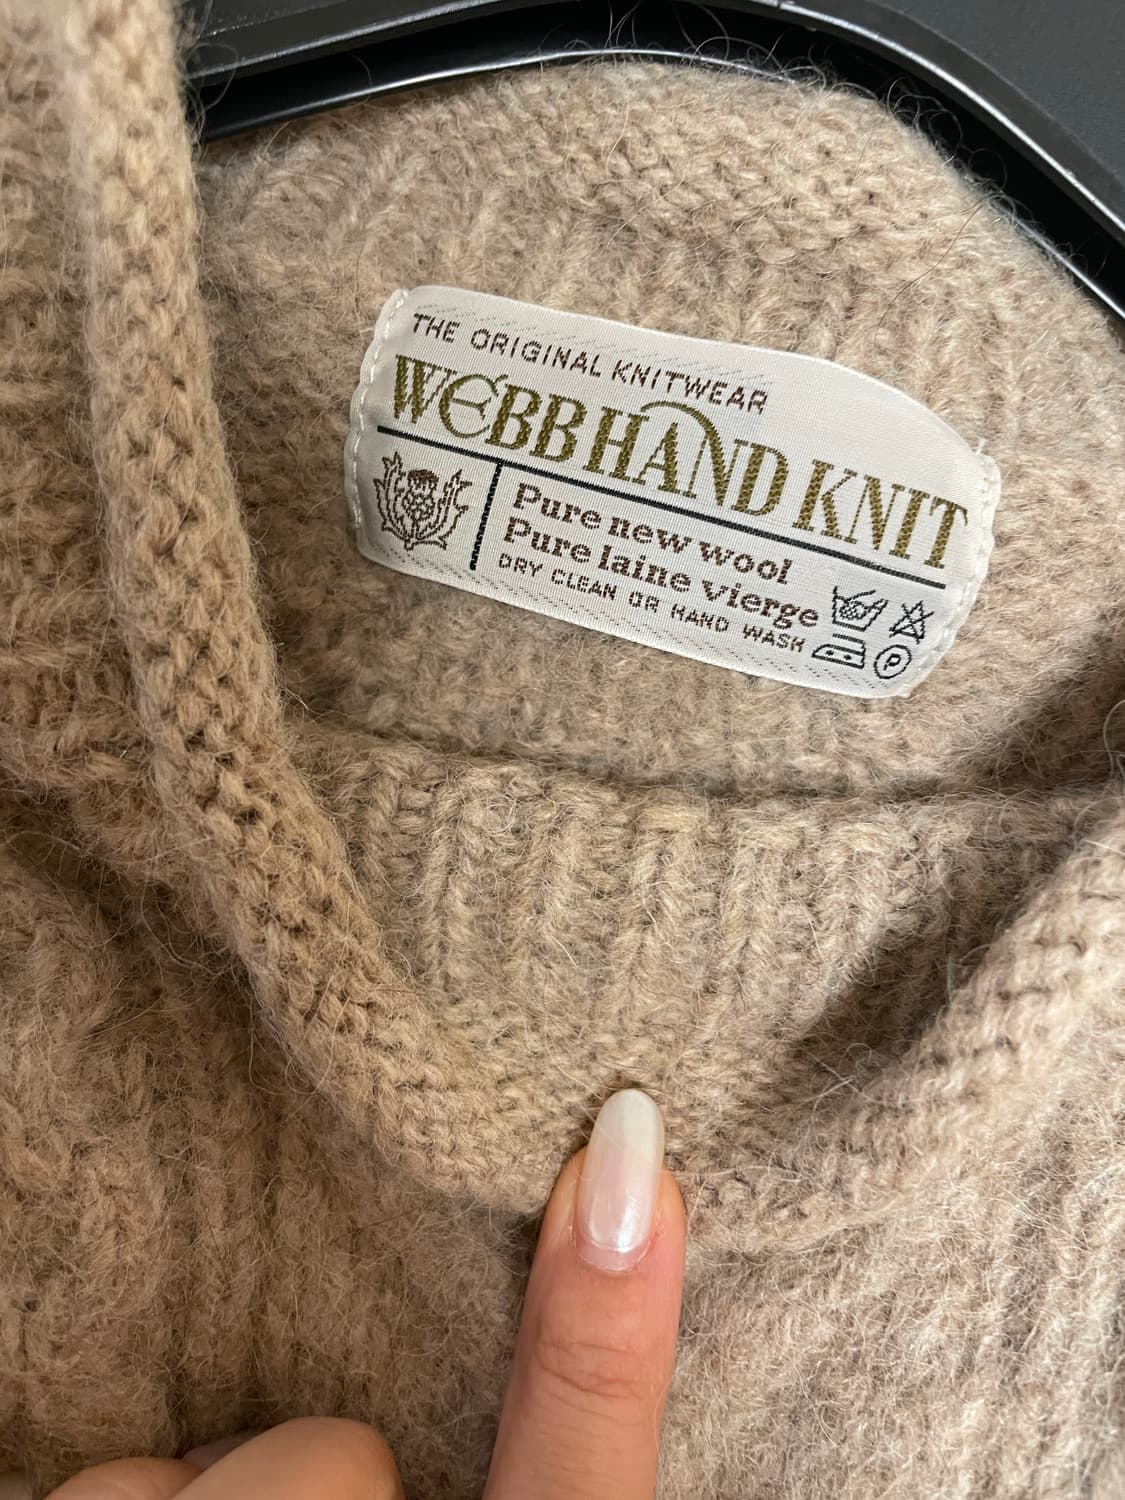 THE ORIGINAL KNITWEAR
WEBB HAND KNIT
Pure new wool
Pure laine vierge
DRY CLEAN OR HAND WASH
P